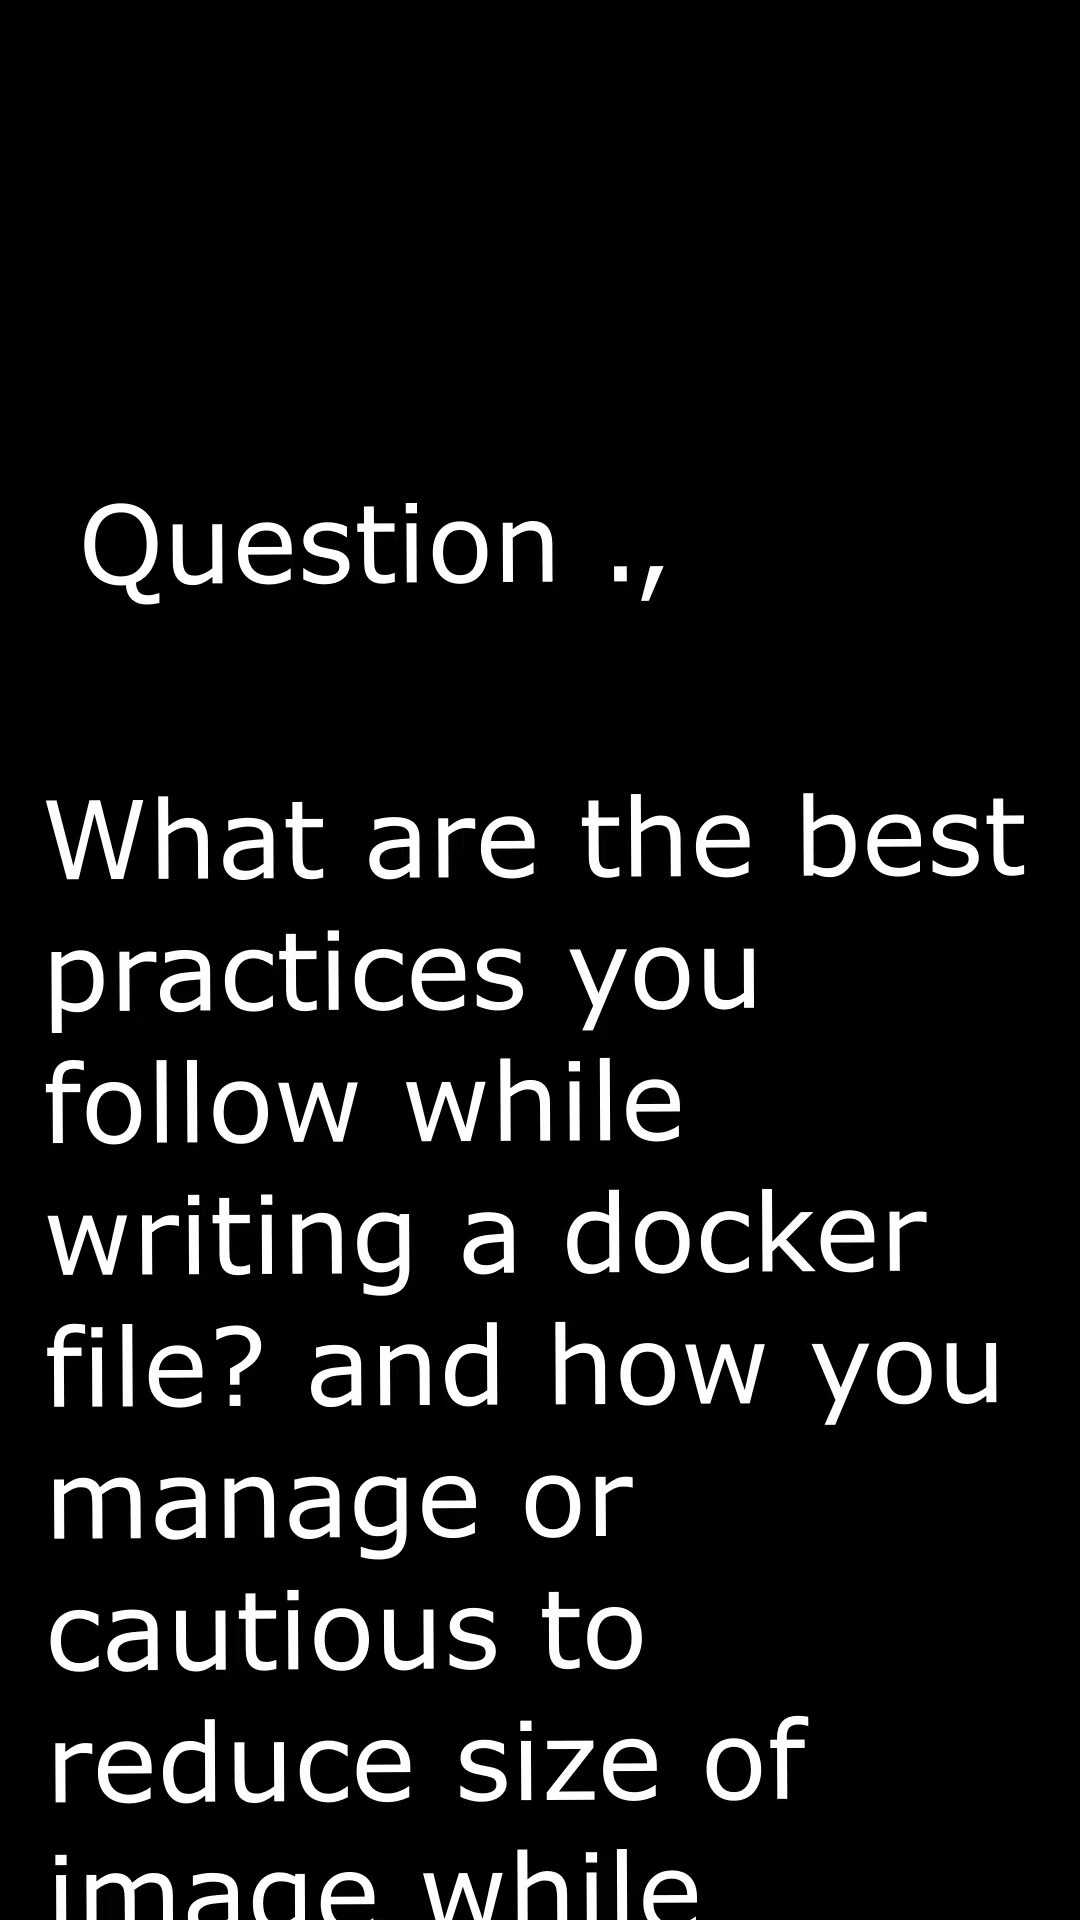 Question .,
What are the best
practices you
follow while
writing a docker
file? and how you
manage or
cautious to
reduce size of
image while